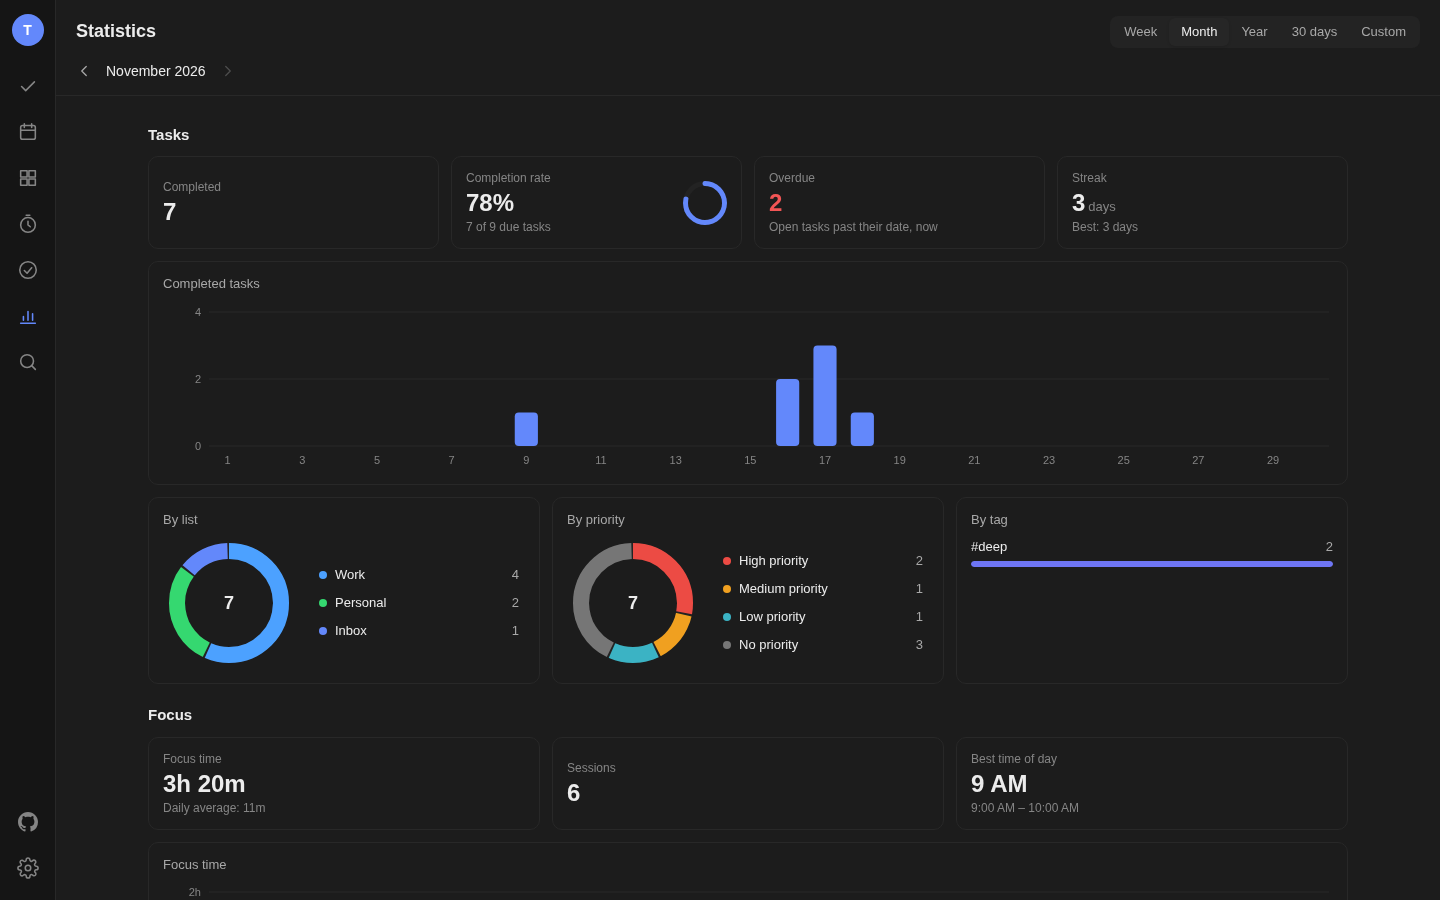 T
Statistics
Week Month Year 30 days Custom
November 2026
Tasks
Completed
7
Completion rate
78%
7 of 9 due tasks
Overdue
2
Open tasks past their date, now
Streak
3 days
Best: 3 days
Completed tasks
4
2
0
1 3 5 7 9 11 13 15 17 19 21 23 25 27 29
By list
7
Work 4
Personal 2
Inbox 1
By priority
7
High priority 2
Medium priority 1
Low priority 1
No priority 3
By tag
#deep 2
Focus
Focus time
3h 20m
Daily average: 11m
Sessions
6
Best time of day
9 AM
9:00 AM – 10:00 AM
Focus time
2h